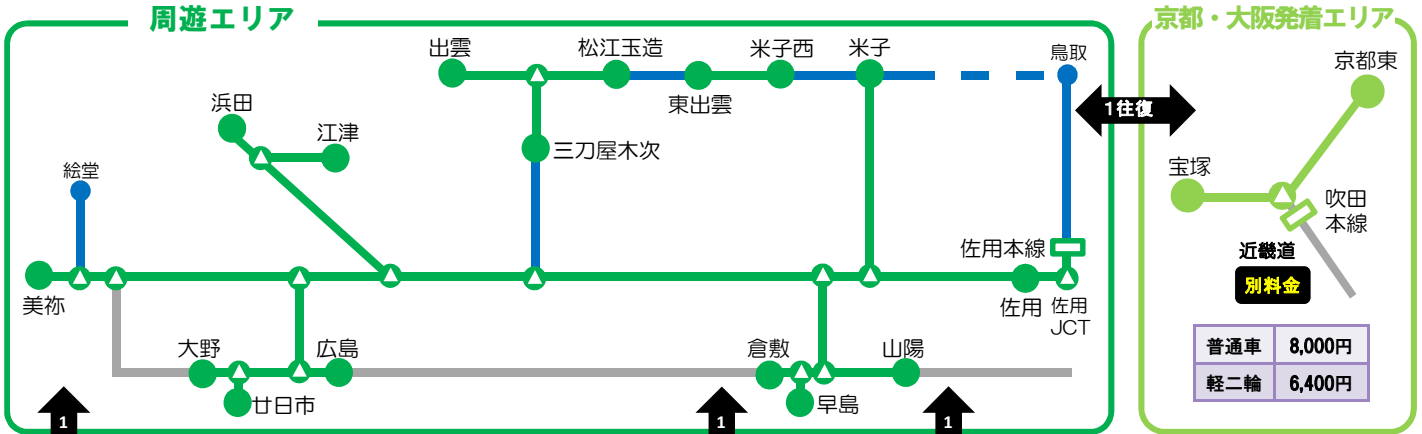 周遊エリア
京都・大阪発着エリア
出雲
松江玉造
米子西
米子
鳥取
京都東
浜田
東出雲
1往復
江津
三刀屋木次
絵堂
宝塚
吹田
本線
佐用本線
近畿道
別料金
美祢
佐用
佐用
JCT
大野
広島
倉敷
山陽
普通車 8,000円
軽二輪 6,400円
廿日市
早島
1
1
1